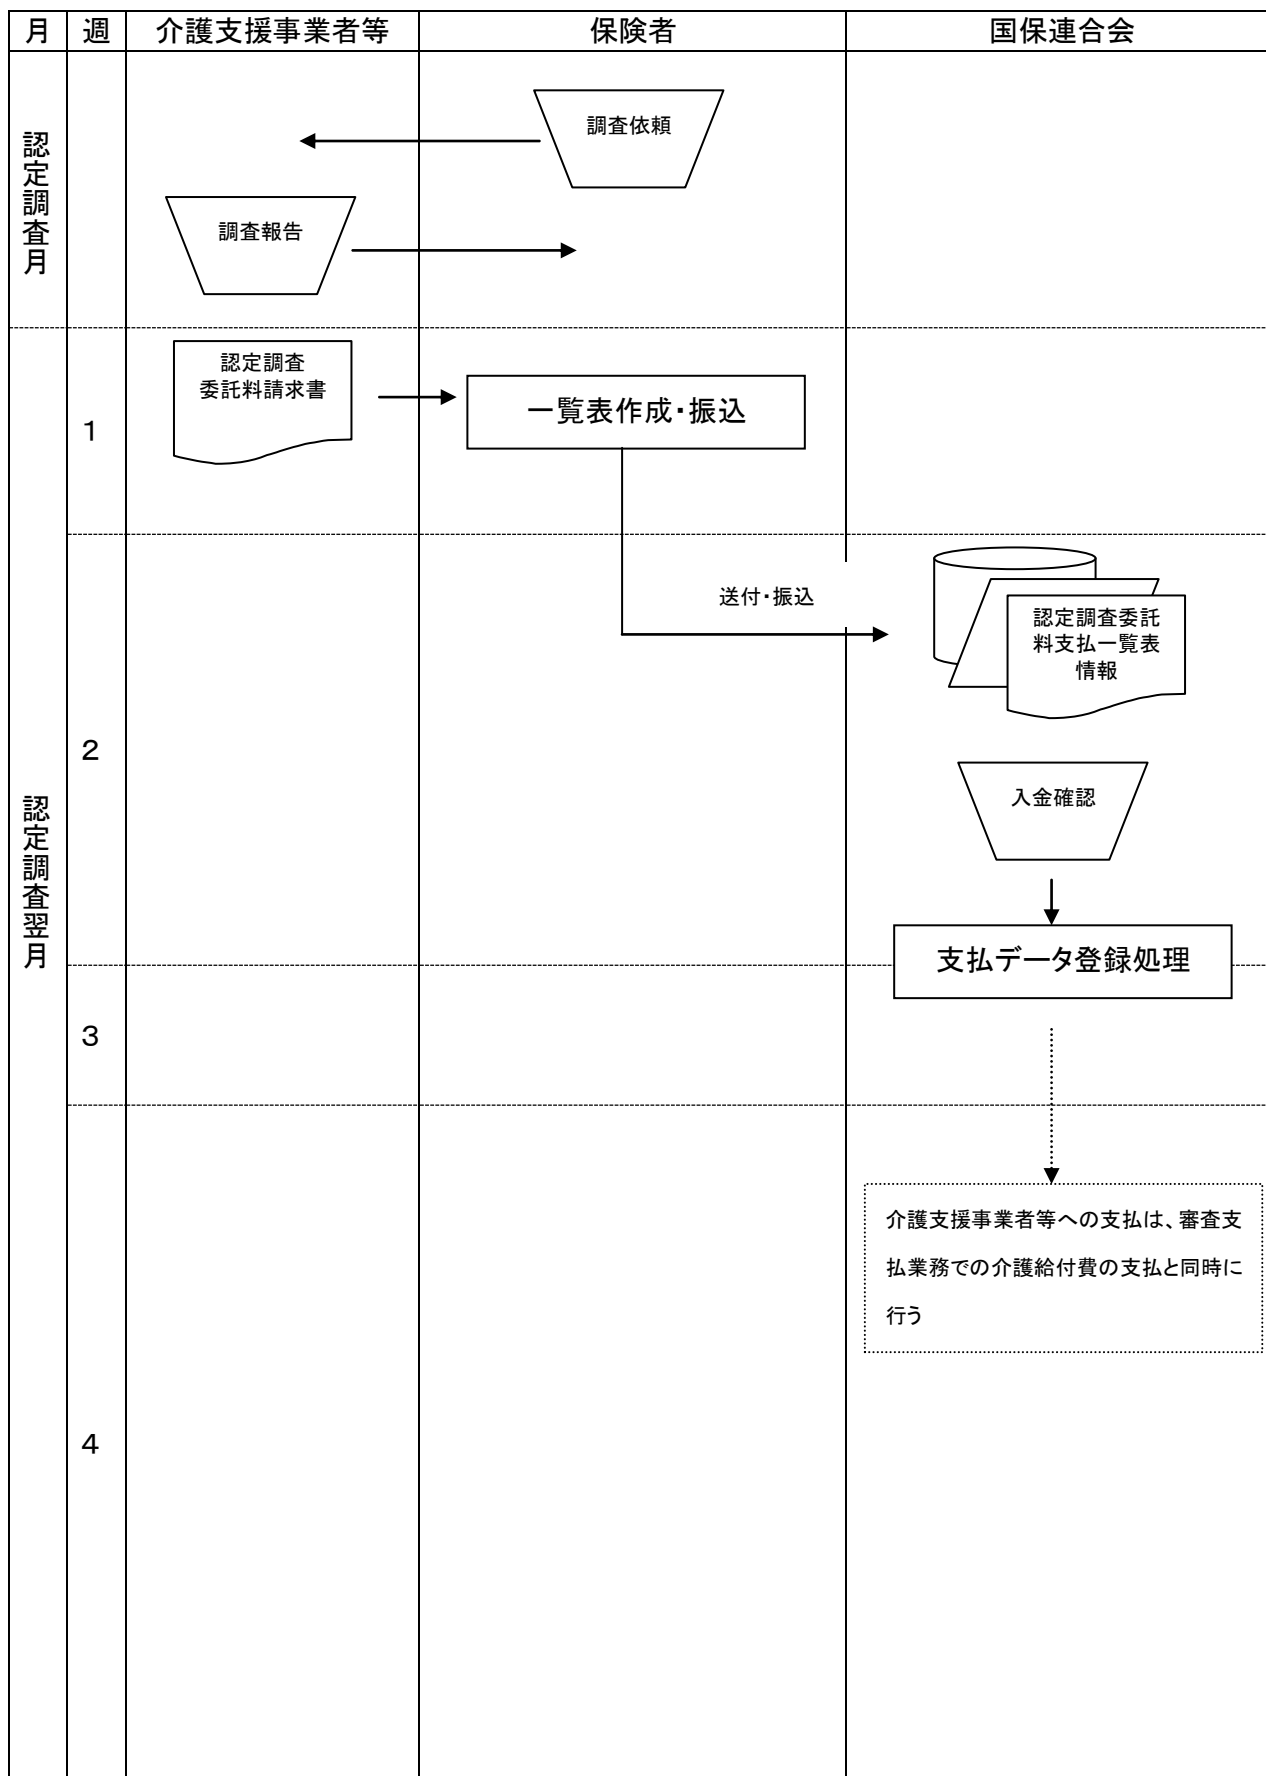 月 週 介護支援事業者等 保険者 国保連合会
認定調査月
調査依頼
調査報告
認定調査翌月
1
認定調査
委託料請求書
一覧表作成・振込
2
送付・振込
認定調査委託
料支払一覧表
情報
入金確認
支払データ登録処理
3
4
介護支援事業者等への支払は、審査支
払業務での介護給付費の支払と同時に
行う